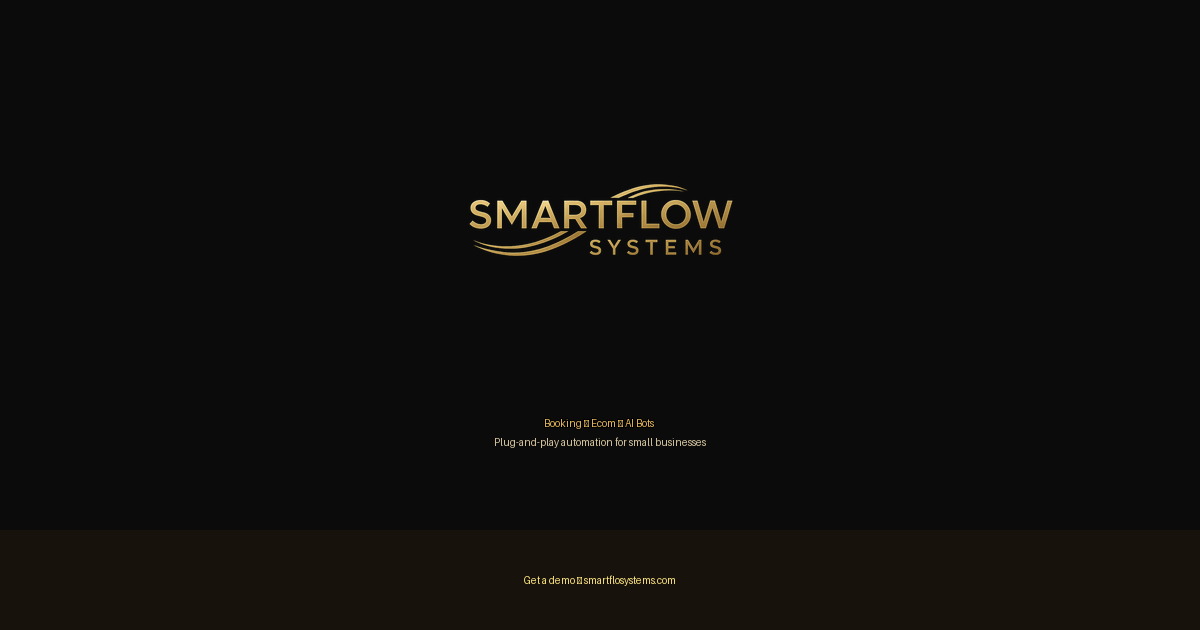 SMARTFLOW
SYSTEMS
Booking □ Ecom □ AI Bots
Plug-and-play automation for small businesses
Get a demo □ smartflosystems.com